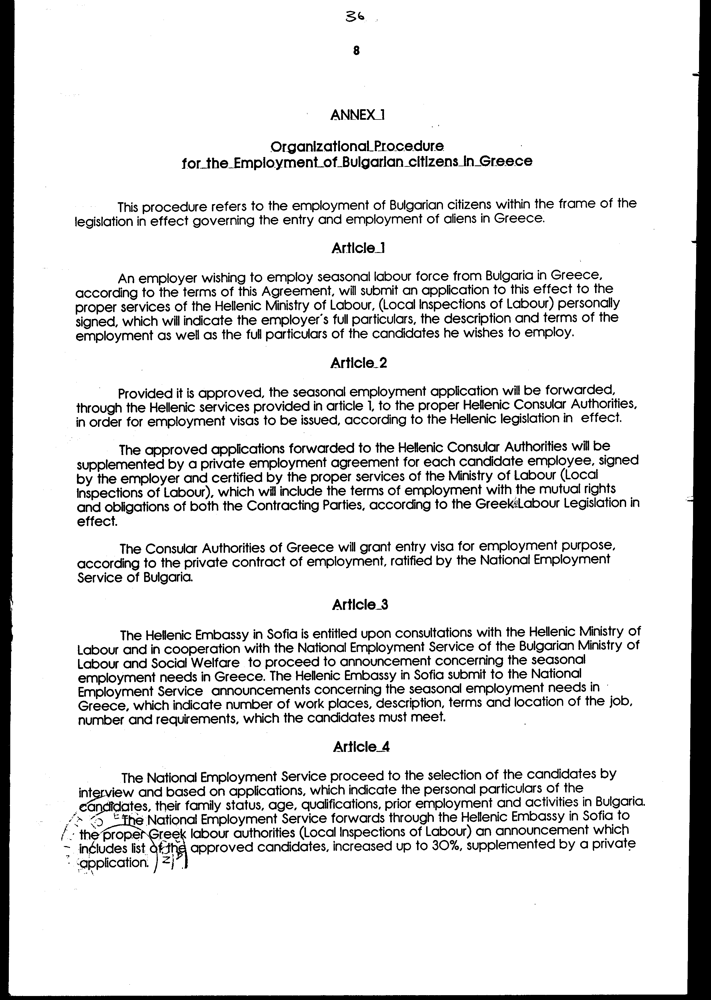 36
8
ANNEX 1
Organizational Procedure
for the Employment of Bulgarian citizens in Greece
This procedure refers to the employment of Bulgarian citizens within the frame of the
legislation in effect governing the entry and employment of aliens in Greece.
Article 1
An employer wishing to employ seasonal labour force from Bulgaria in Greece,
according to the terms of this Agreement, will submit an application to this effect to the
proper services of the Hellenic Ministry of Labour, (Local Inspections of Labour) personally
signed, which will indicate the employer's full particulars, the description and terms of the
employment as well as the full particulars of the candidates he wishes to employ.
Article 2
Provided it is approved, the seasonal employment application will be forwarded,
through the Hellenic services provided in article 1, to the proper Hellenic Consular Authorities,
in order for employment visas to be issued, according to the Hellenic legislation in effect.
The approved applications forwarded to the Hellenic Consular Authorities will be
supplemented by a private employment agreement for each candidate employee, signed
by the employer and certified by the proper services of the Ministry of Labour (Local
Inspections of Labour), which will include the terms of employment with the mutual rights
and obligations of both the Contracting Parties, according to the Greek Labour Legislation in
effect.
The Consular Authorities of Greece will grant entry visa for employment purpose,
according to the private contract of employment, ratified by the National Employment
Service of Bulgaria.
Article 3
The Hellenic Embassy in Sofia is entitled upon consultations with the Hellenic Ministry of
Labour and in cooperation with the National Employment Service of the Bulgarian Ministry of
Labour and Social Welfare to proceed to announcement concerning the seasonal
employment needs in Greece. The Hellenic Embassy in Sofia submit to the National
Employment Service announcements concerning the seasonal employment needs in
Greece, which indicate number of work places, description, terms and location of the job,
number and requirements, which the candidates must meet.
Article 4
The National Employment Service proceed to the selection of the candidates by
interview and based on applications, which indicate the personal particulars of the
candidates, their family status, age, qualifications, prior employment and activities in Bulgaria.
The National Employment Service forwards through the Hellenic Embassy in Sofia to
the proper Greek labour authorities (Local Inspections of Labour) an announcement which
includes list of the approved candidates, increased up to 30%, supplemented by a private
application.